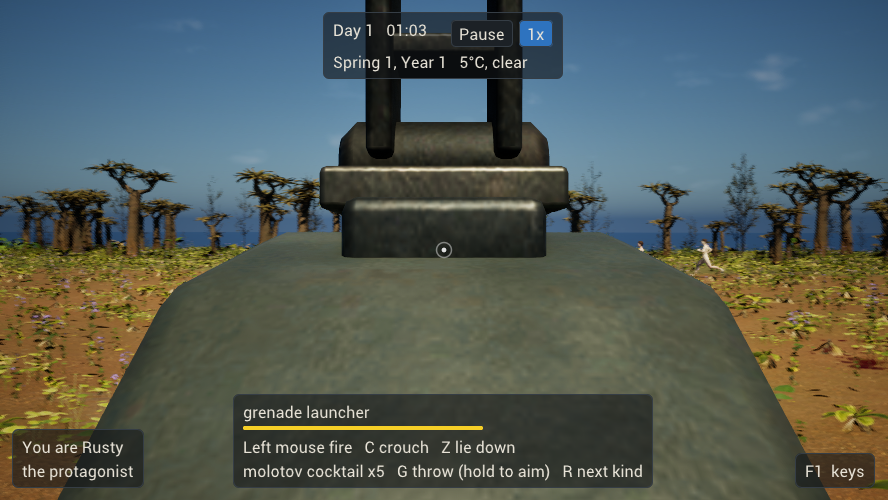 Day 1 01:03 Pause 1x
Spring 1, Year 1 5°C, clear
grenade launcher
Left mouse fire C crouch Z lie down
molotov cocktail x5 G throw (hold to aim) R next kind
You are Rusty
the protagonist
F1 keys